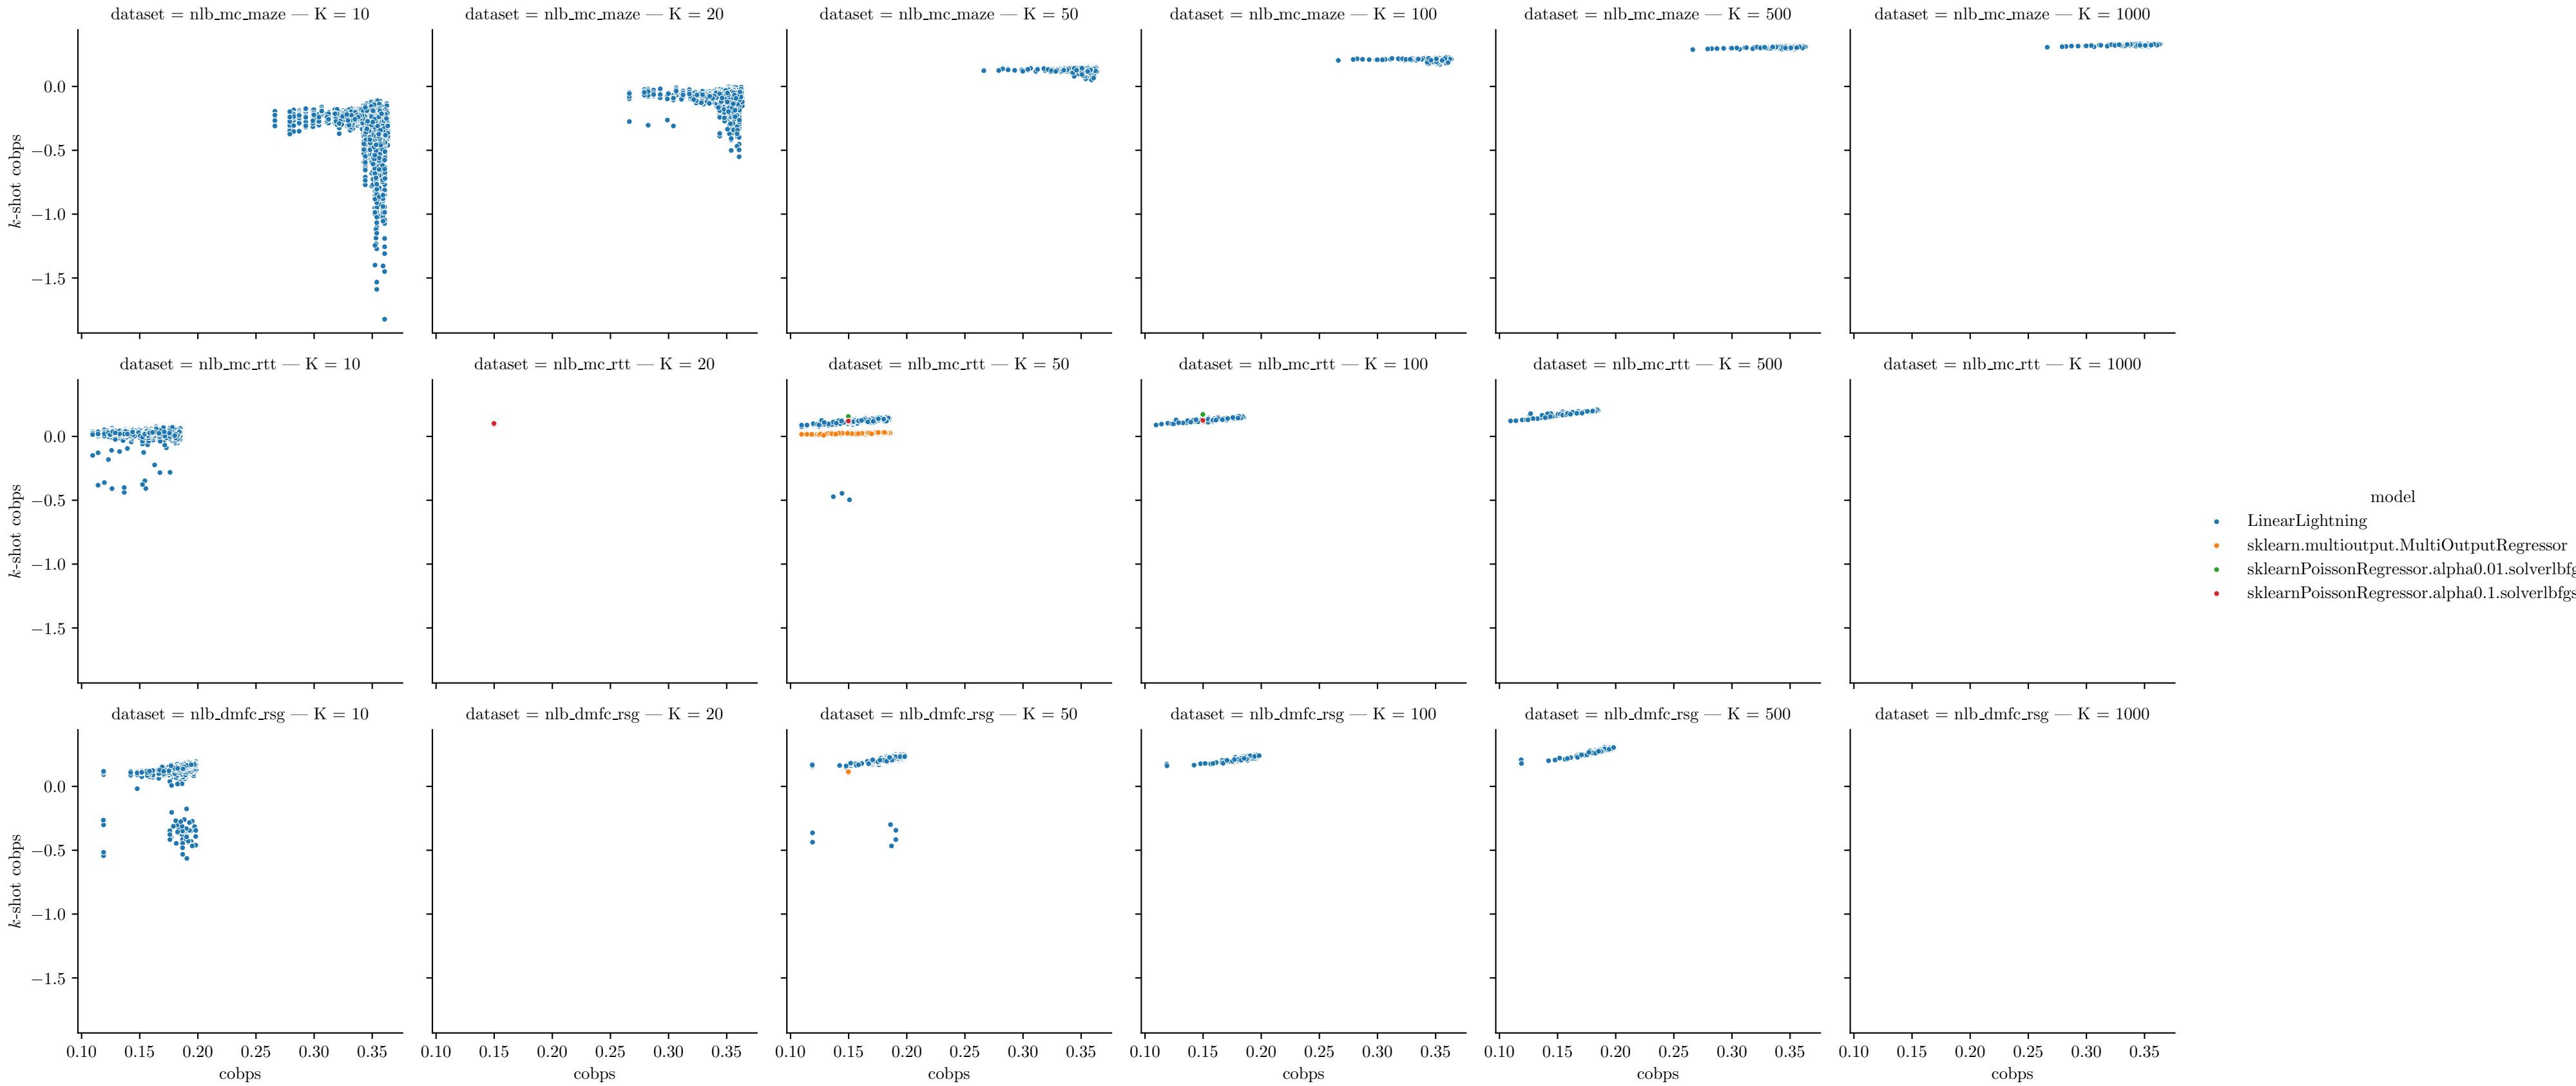 dataset = nlb_mc_maze — K = 10
dataset = nlb_mc_maze — K = 20
dataset = nlb_mc_maze — K = 50
dataset = nlb_mc_maze — K = 100
dataset = nlb_mc_maze — K = 500
dataset = nlb_mc_maze — K = 1000
0.0
−0.5
−1.0
−1.5
k-shot cobps
dataset = nlb_mc_rtt — K = 10
dataset = nlb_mc_rtt — K = 20
dataset = nlb_mc_rtt — K = 50
dataset = nlb_mc_rtt — K = 100
dataset = nlb_mc_rtt — K = 500
dataset = nlb_mc_rtt — K = 1000
0.0
−0.5
−1.0
−1.5
k-shot cobps
model
LinearLightning
sklearn.multioutput.MultiOutputRegressor
sklearnPoissonRegressor.alpha0.01.solverlbfg
sklearnPoissonRegressor.alpha0.1.solverlbfgs
dataset = nlb_dmfc_rsg — K = 10
dataset = nlb_dmfc_rsg — K = 20
dataset = nlb_dmfc_rsg — K = 50
dataset = nlb_dmfc_rsg — K = 100
dataset = nlb_dmfc_rsg — K = 500
dataset = nlb_dmfc_rsg — K = 1000
0.0
−0.5
−1.0
−1.5
k-shot cobps
0.10 0.15 0.20 0.25 0.30 0.35
0.10 0.15 0.20 0.25 0.30 0.35
0.10 0.15 0.20 0.25 0.30 0.35
0.10 0.15 0.20 0.25 0.30 0.35
0.10 0.15 0.20 0.25 0.30 0.35
0.10 0.15 0.20 0.25 0.30 0.35
cobps
cobps
cobps
cobps
cobps
cobps